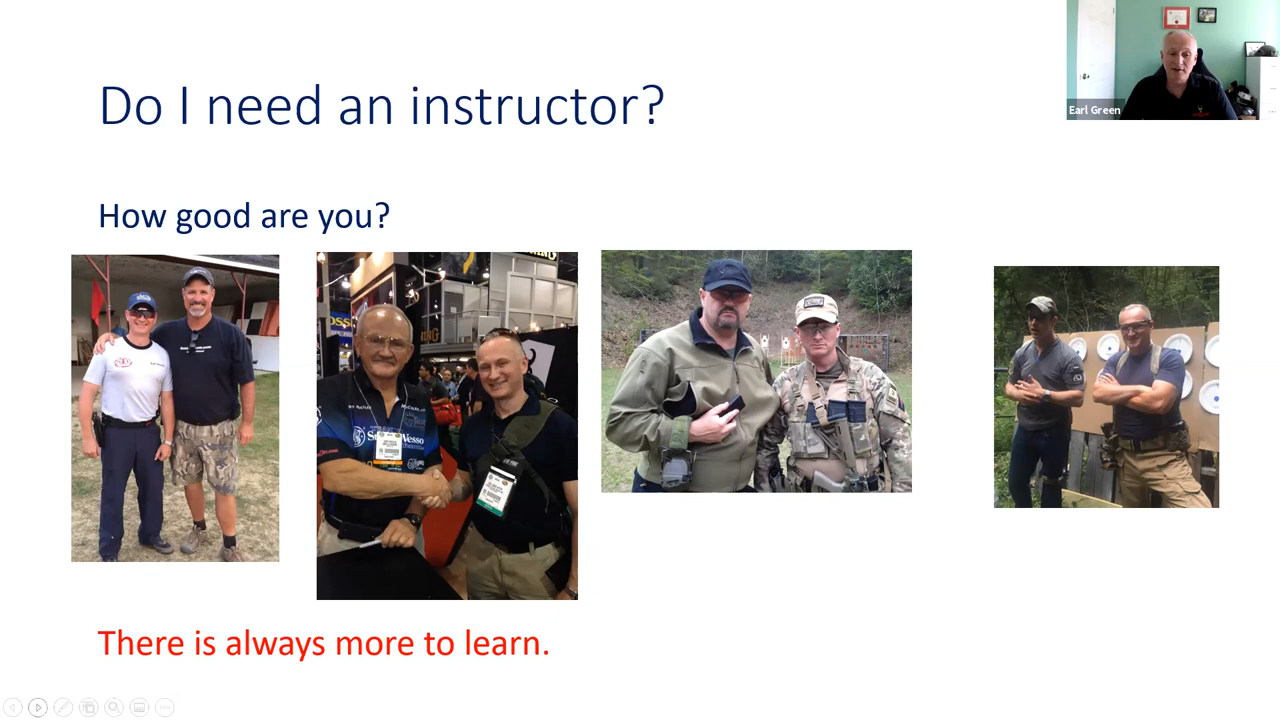 Do I need an instructor?
Earl Green
How good are you?
There is always more to learn.